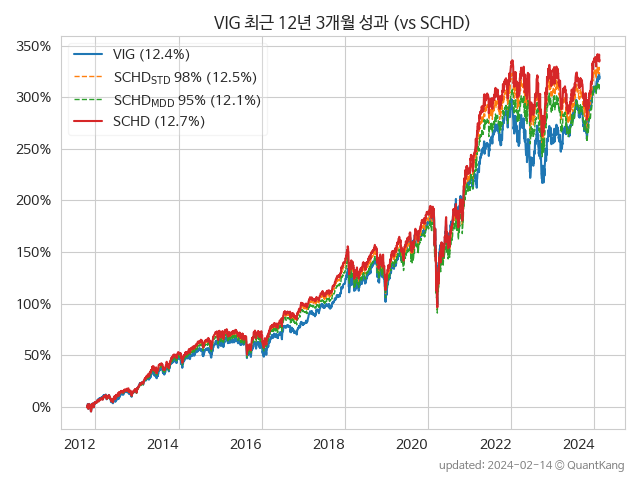 VIG 최근 12년 3개월 성과 (vs SCHD)
350%
300%
250%
200%
150%
100%
50%
0%
VIG (12.4%)
SCHD_STD 98% (12.5%)
SCHD_MDD 95% (12.1%)
SCHD (12.7%)
2012 2014 2016 2018 2020 2022 2024
updated: 2024-02-14 © QuantKang